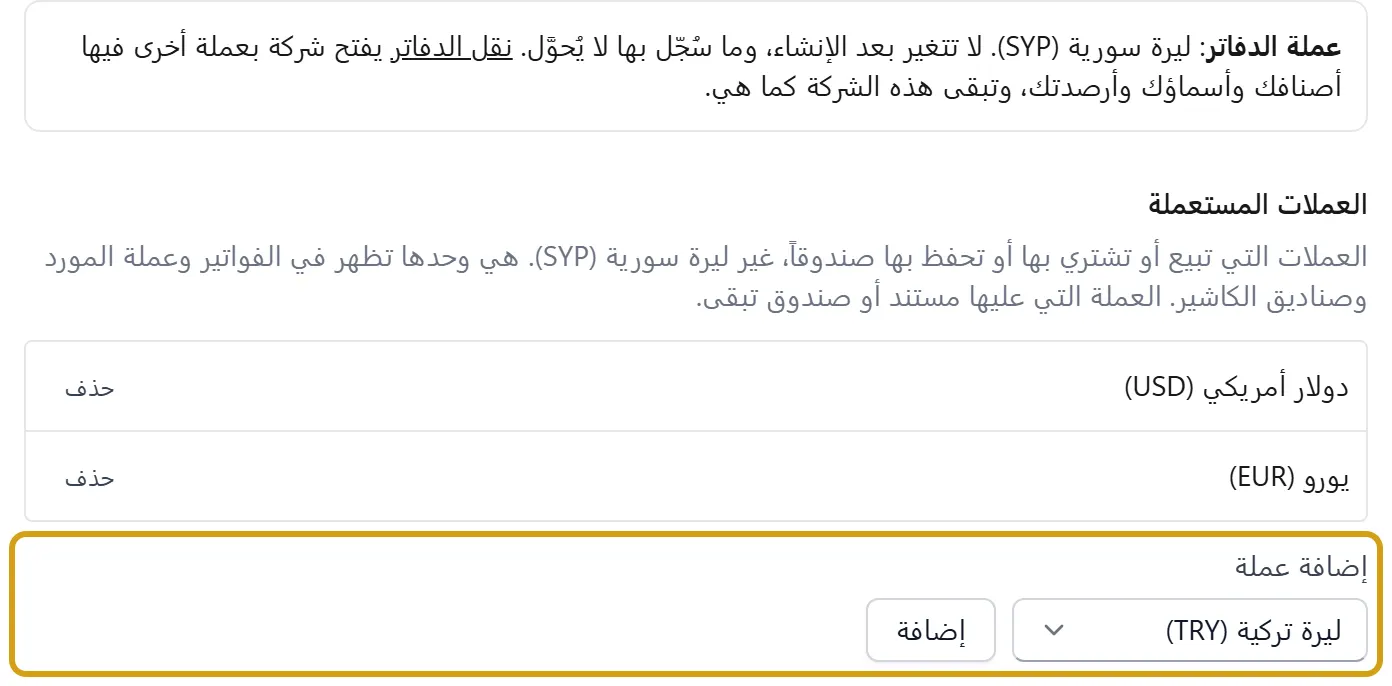 عملة الدفاتر: ليرة سورية (SYP). لا تتغير بعد الإنشاء، وما سُجّل بها لا يُحوَّل. نقل الدفاتر يفتح شركة بعملة أخرى فيها
أصنافك وأسماؤك وأرصدتك، وتبقى هذه الشركة كما هي.
العملات المستعملة
العملات التي تبيع أو تشتري بها أو تحفظ بها صندوقاً، غير ليرة سورية (SYP). هي وحدها تظهر في الفواتير وعملة المورد
وصناديق الكاشير. العملة التي عليها مستند أو صندوق تبقى.
دولار أمريكي (USD) حذف
يورو (EUR) حذف
إضافة عملة
ليرة تركية (TRY) إضافة